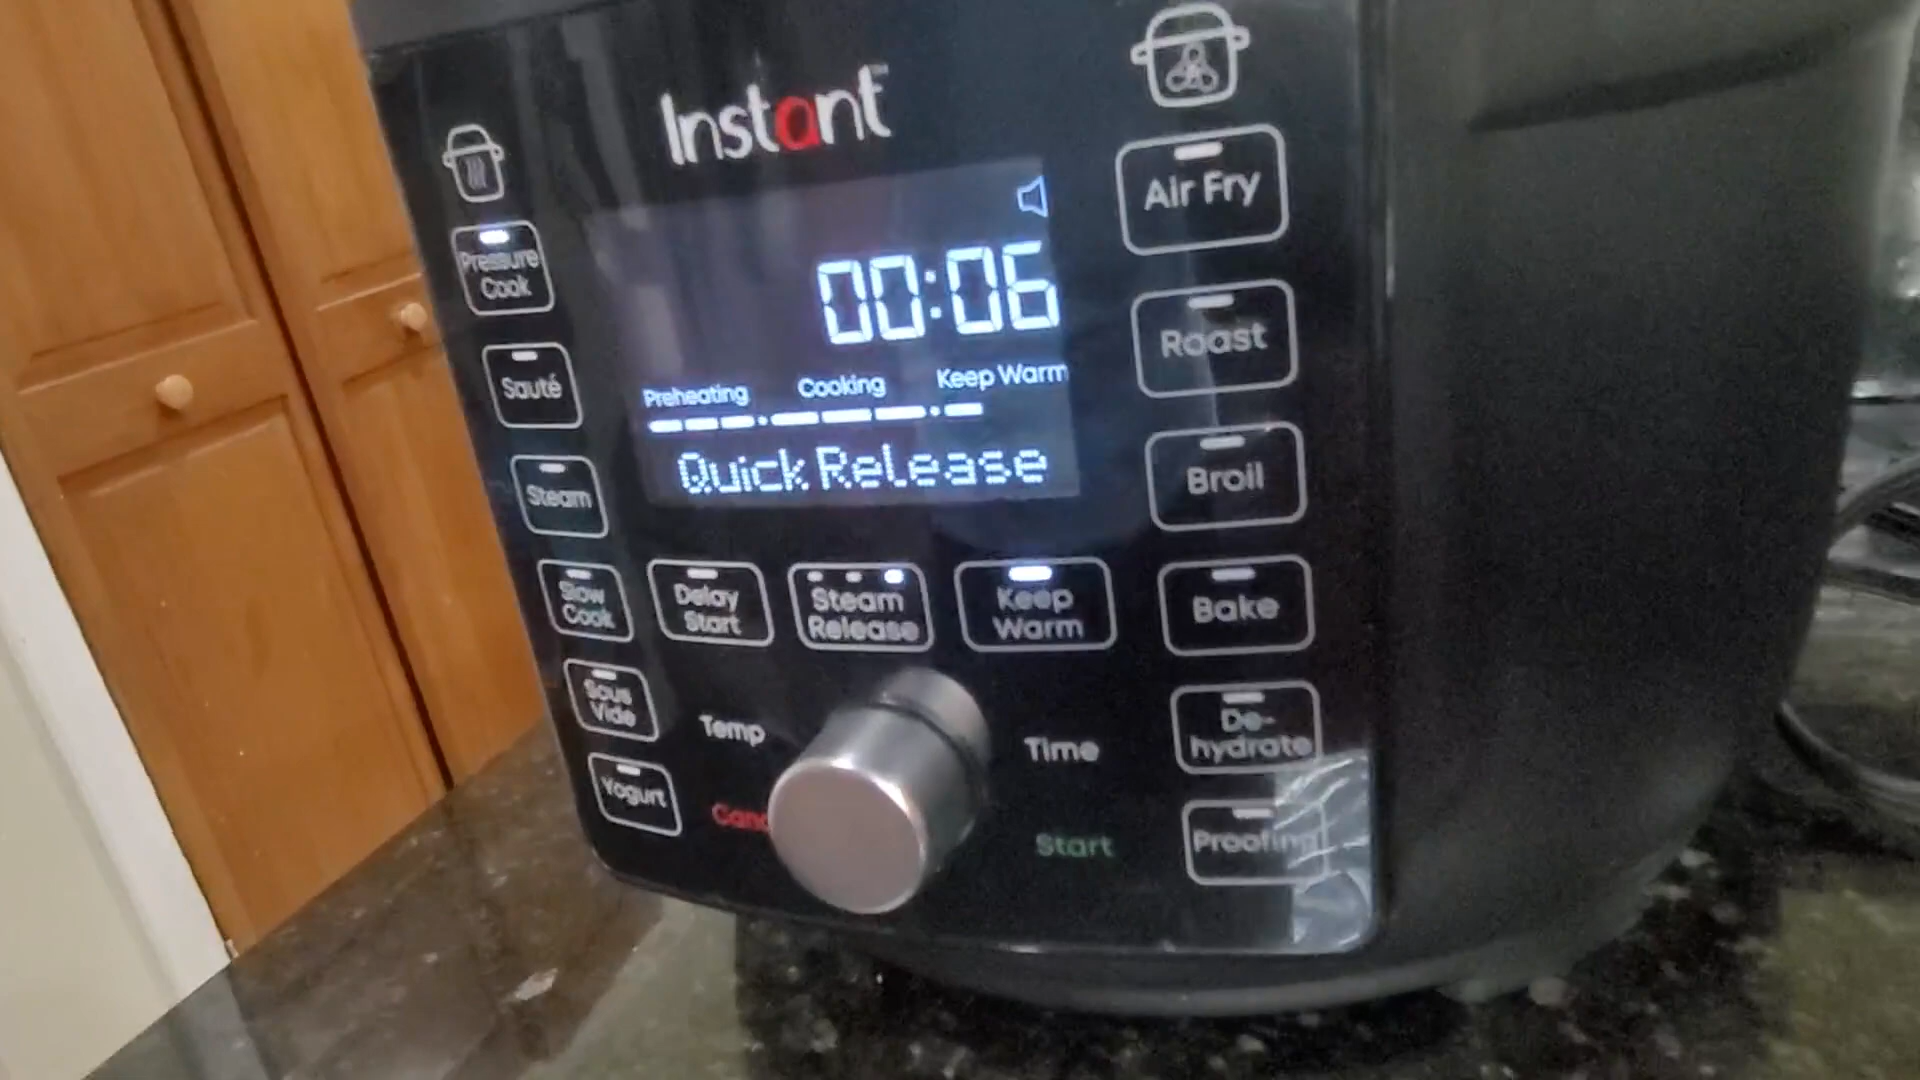 Instant
Pressure
Cook
Sauté
Steam
Slow
Cook
Sous
Vide
Yogurt
00:06
Preheating Cooking Keep Warm
Quick Release
Delay
Start
Steam
Release
Keep
Warm
Temp
Time
Start
Air Fry
Roast
Broil
Bake
De-
hydrate
Proofing